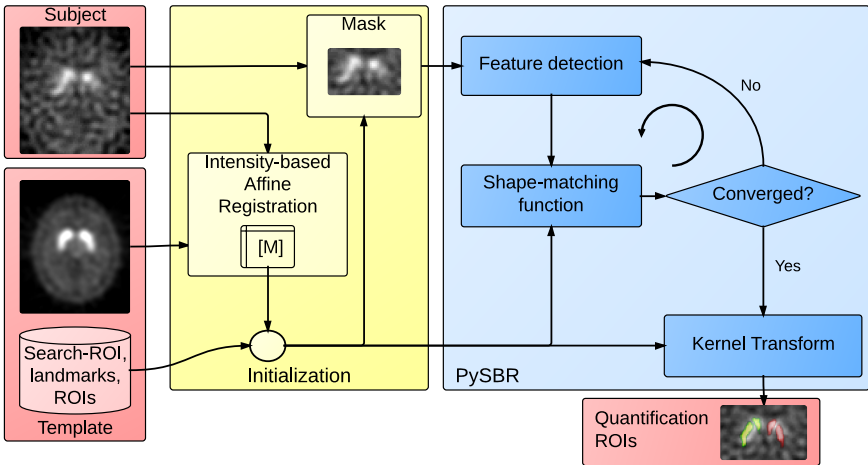 Subject
Mask
Feature detection
No
Intensity-based
Affine
Registration
[M]
Shape-matching
function
Converged?
Yes
Search-ROI,
landmarks,
ROIs
Template
Initialization
Kernel Transform
PySBR
Quantification
ROIs